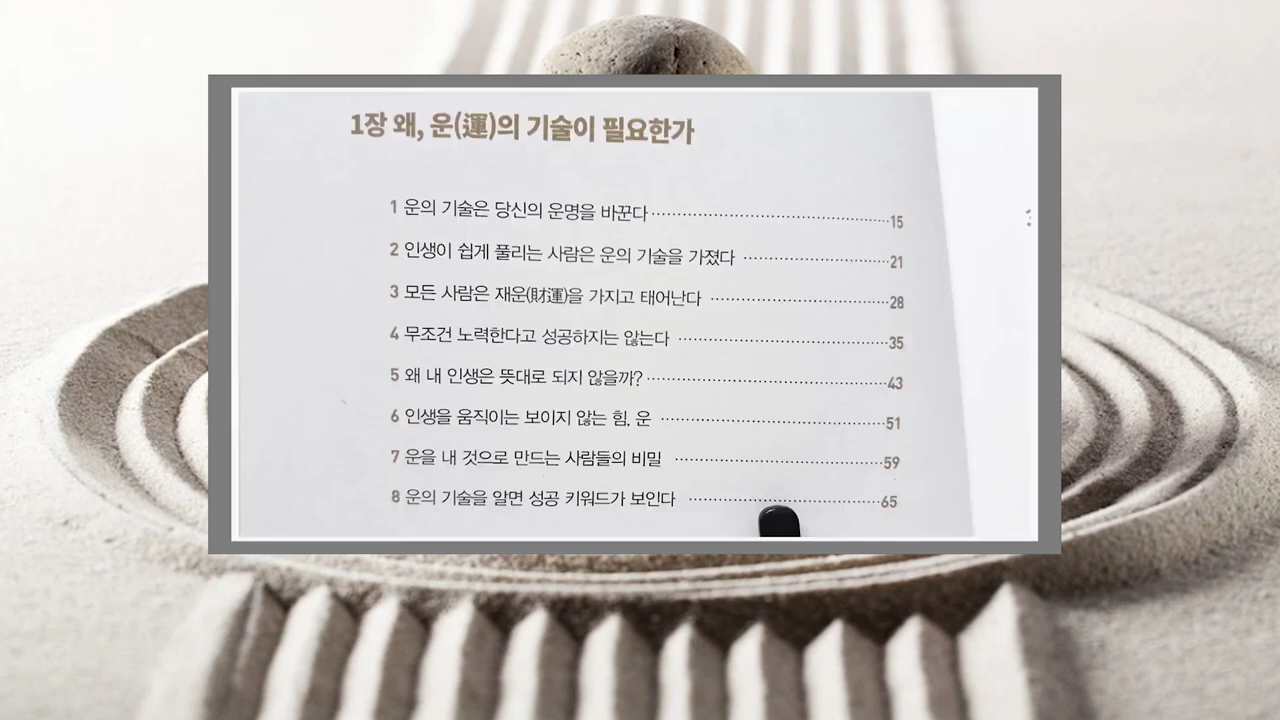 1장 왜, 운(運)의 기술이 필요한가
1 운의 기술은 당신의 운명을 바꾼다 15
2 인생이 쉽게 풀리는 사람은 운의 기술을 가졌다 21
3 모든 사람은 재운(財運)을 가지고 태어난다 28
4 무조건 노력한다고 성공하지는 않는다 35
5 왜 내 인생은 뜻대로 되지 않을까? 43
6 인생을 움직이는 보이지 않는 힘, 운 51
7 운을 내 것으로 만드는 사람들의 비밀 59
8 운의 기술을 알면 성공 키워드가 보인다 65